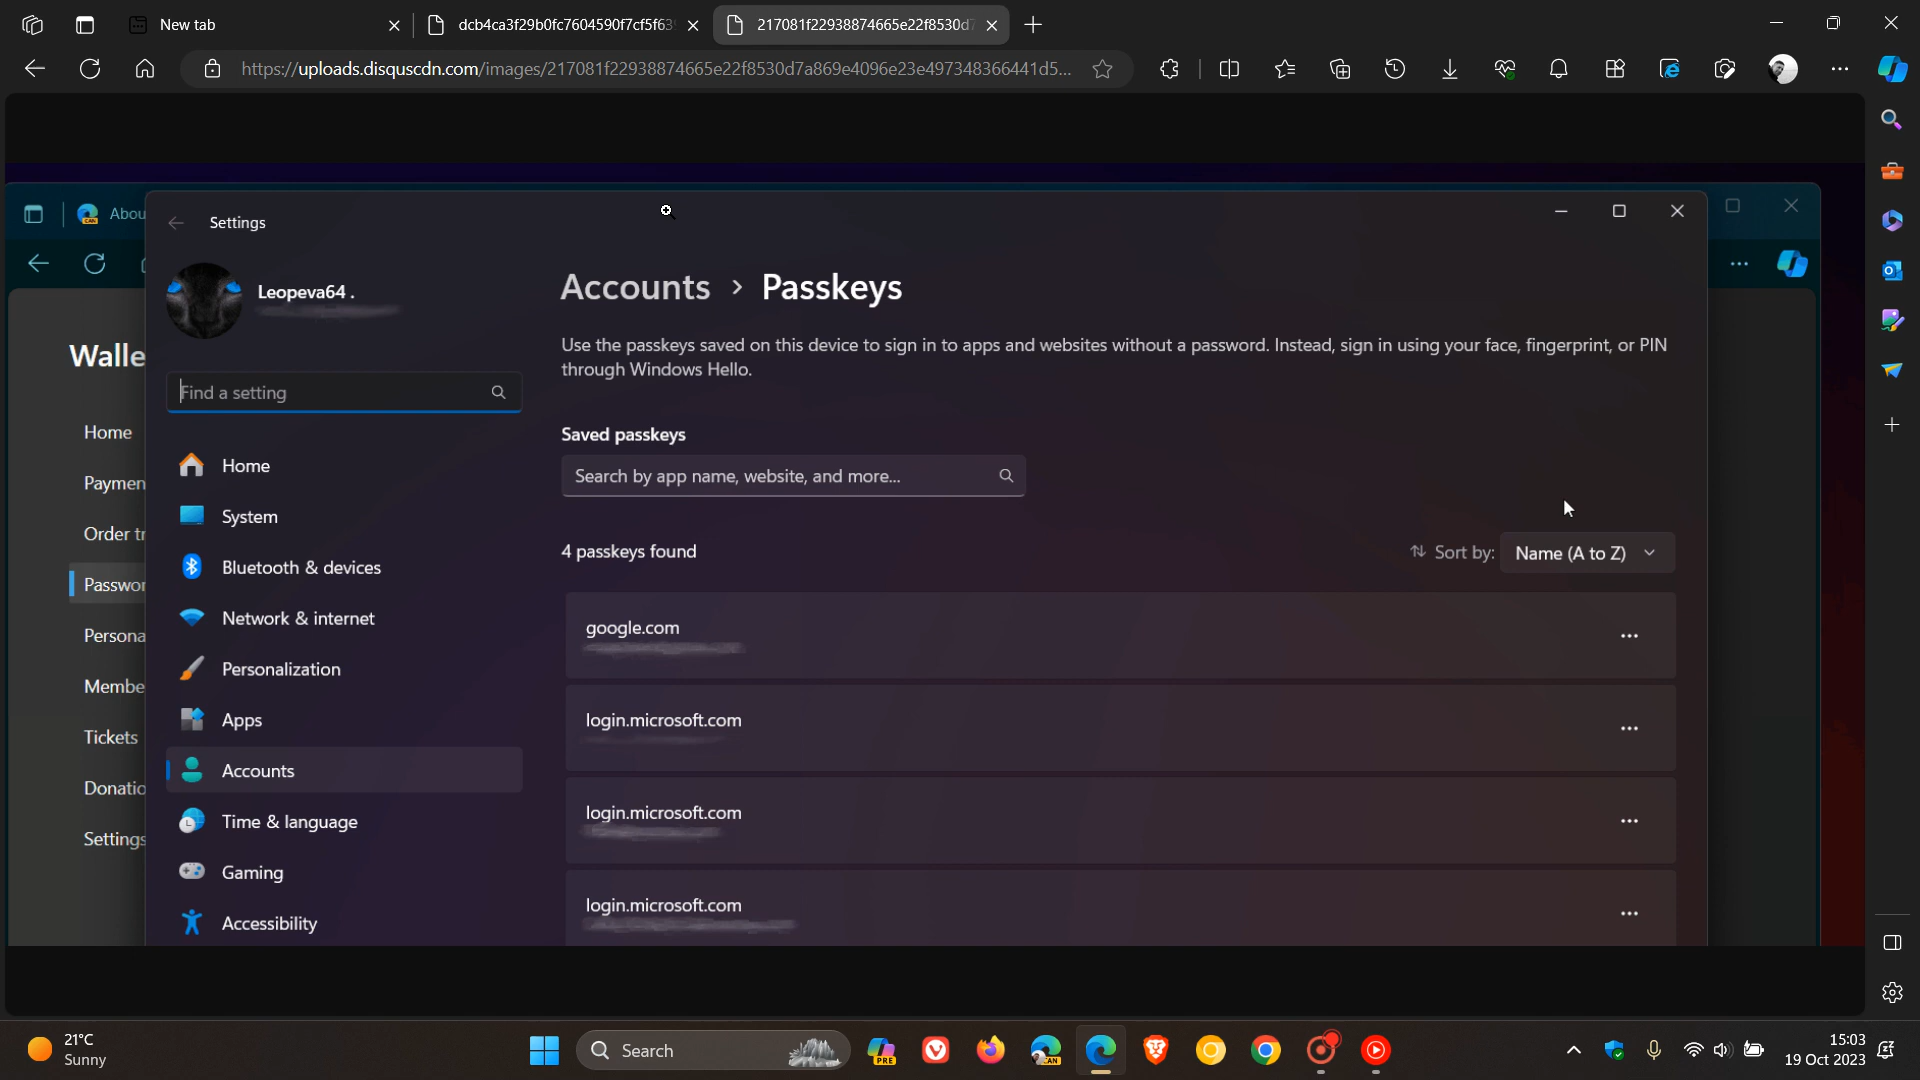 New tab
dcb4ca3f29b0fc7604590f7cf5f63
217081f22938874665e22f8530d7
https://uploads.disquscdn.com/images/217081f22938874665e22f8530d7a869e4096e23e497348366441d5...
Abou
Settings
Leopeva64 .
Accounts > Passkeys
Use the passkeys saved on this device to sign in to apps and websites without a password. Instead, sign in using your face, fingerprint, or PIN
through Windows Hello.
Walle
Find a setting
Saved passkeys
Search by app name, website, and more...
Home
Paymen
Order tr
Passwor
Persona
Membe
Tickets
Donatio
Settings
Home
System
Bluetooth & devices
Network & internet
Personalization
Apps
Accounts
Time & language
Gaming
Accessibility
4 passkeys found
Sort by:
Name (A to Z)
google.com
login.microsoft.com
login.microsoft.com
login.microsoft.com
21°C
Sunny
Search
PRE
CAN
15:03
19 Oct 2023